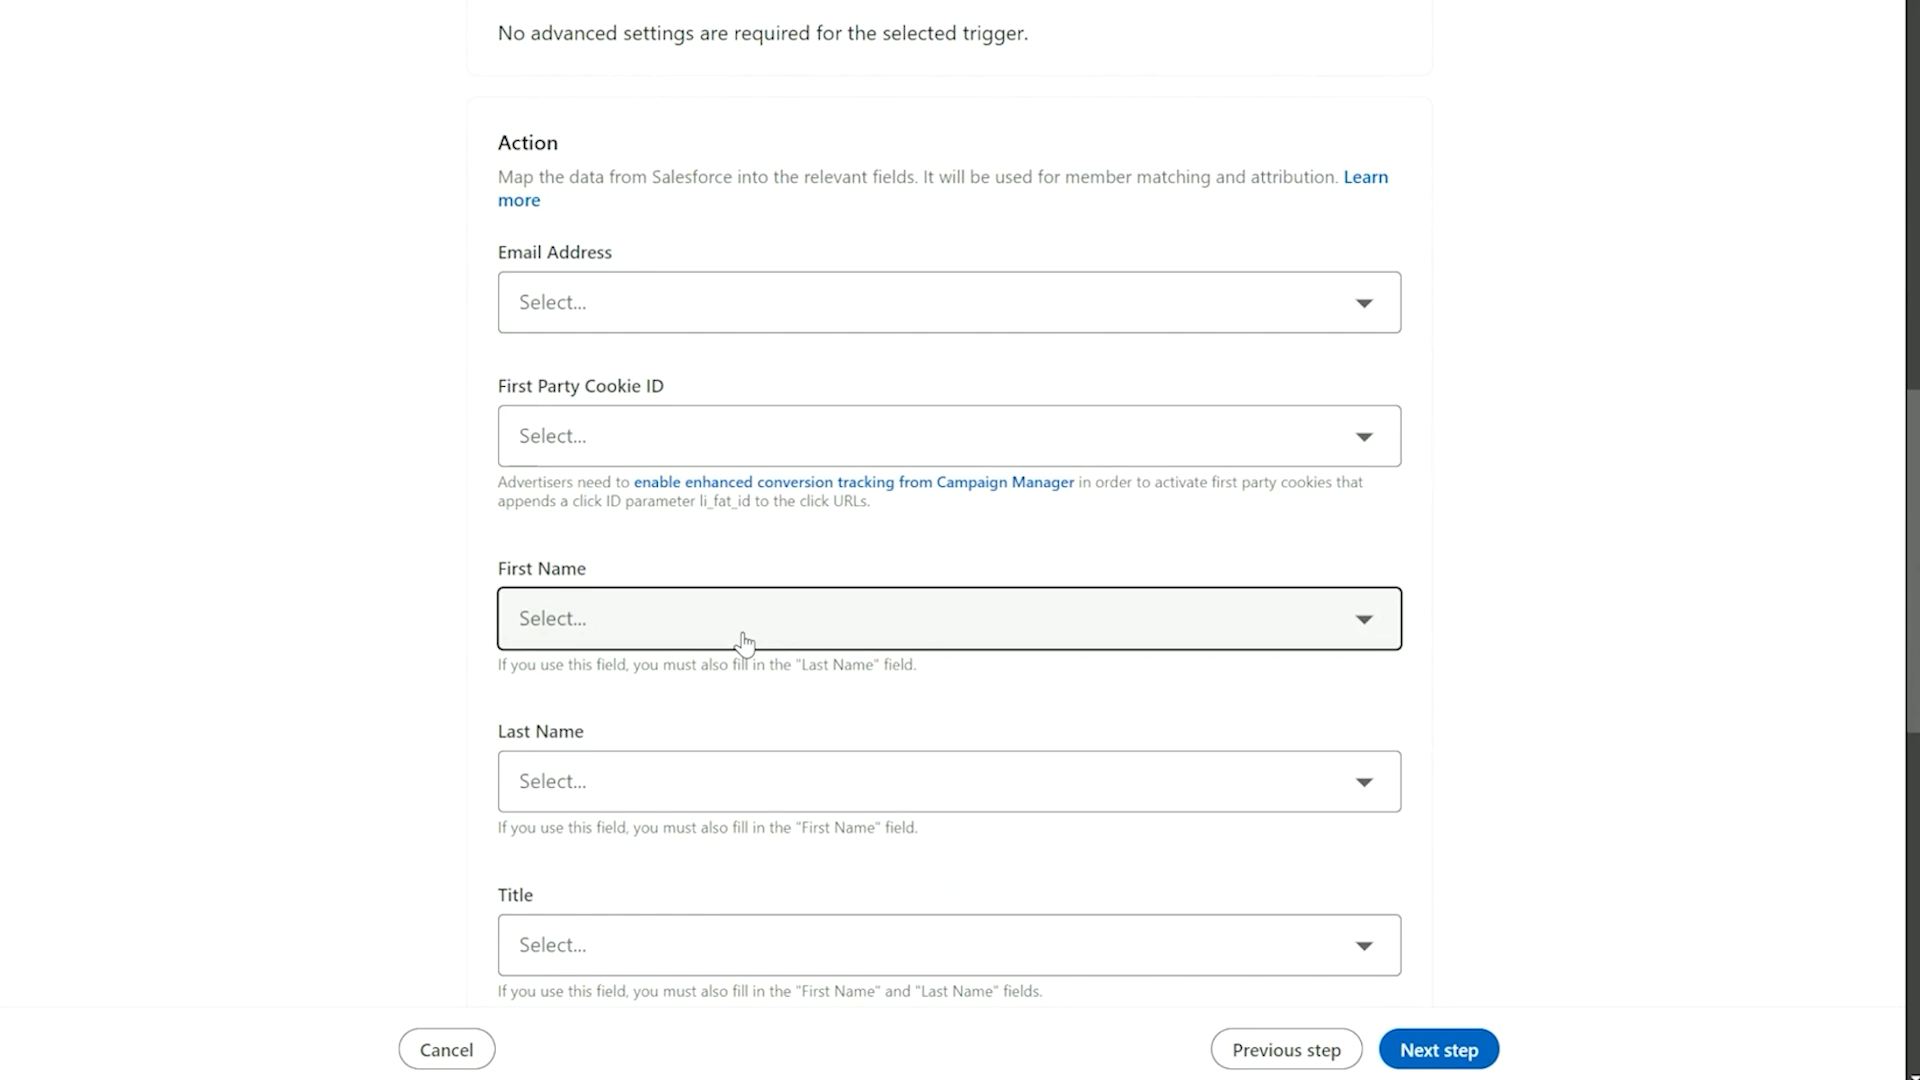 No advanced settings are required for the selected trigger.
Action
Map the data from Salesforce into the relevant fields. It will be used for member matching and attribution. Learn
more
Email Address
Select...
First Party Cookie ID
Select...
Advertisers need to enable enhanced conversion tracking from Campaign Manager in order to activate first party cookies that
appends a click ID parameter li_fat_id to the click URLs.
First Name
Select...
If you use this field, you must also fill in the "Last Name" field.
Last Name
Select...
If you use this field, you must also fill in the "First Name" field.
Title
Select...
If you use this field, you must also fill in the "First Name" and "Last Name" fields.
Cancel
Previous step
Next step